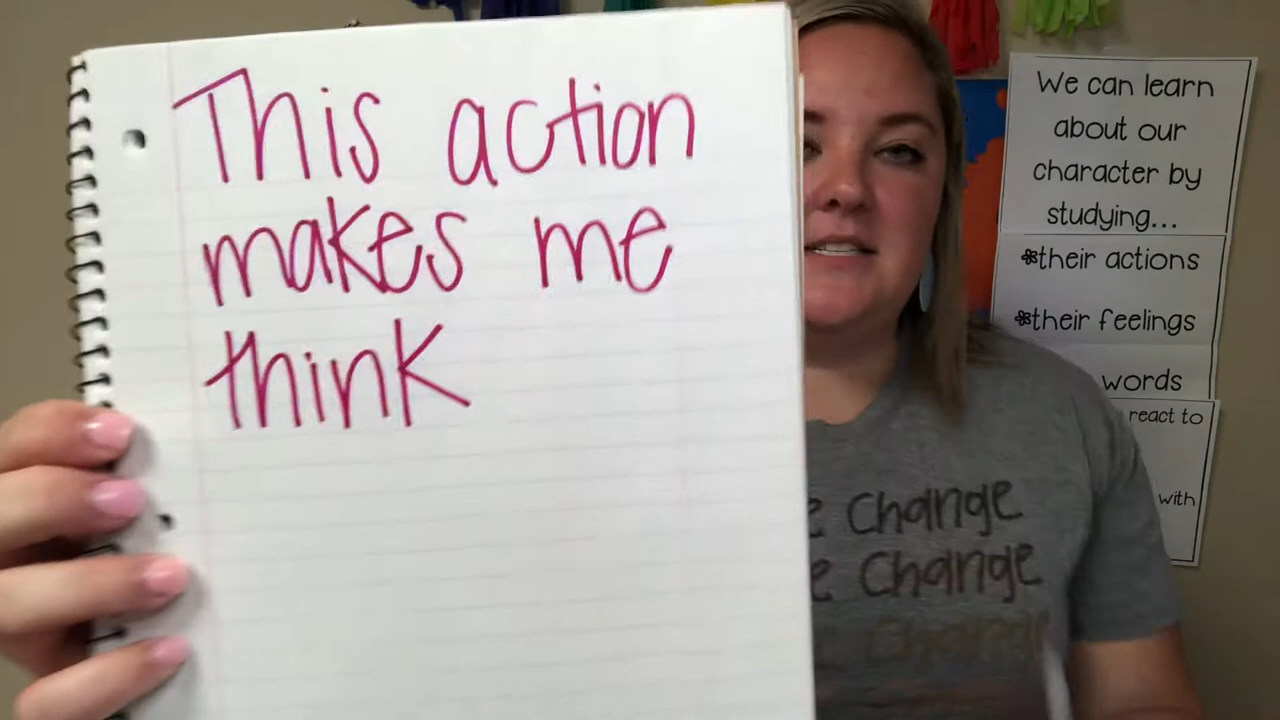 This action
makes me
think
We can learn
about our
character by
studying...
*their actions
*their feelings
words
react to
with
change
change
change